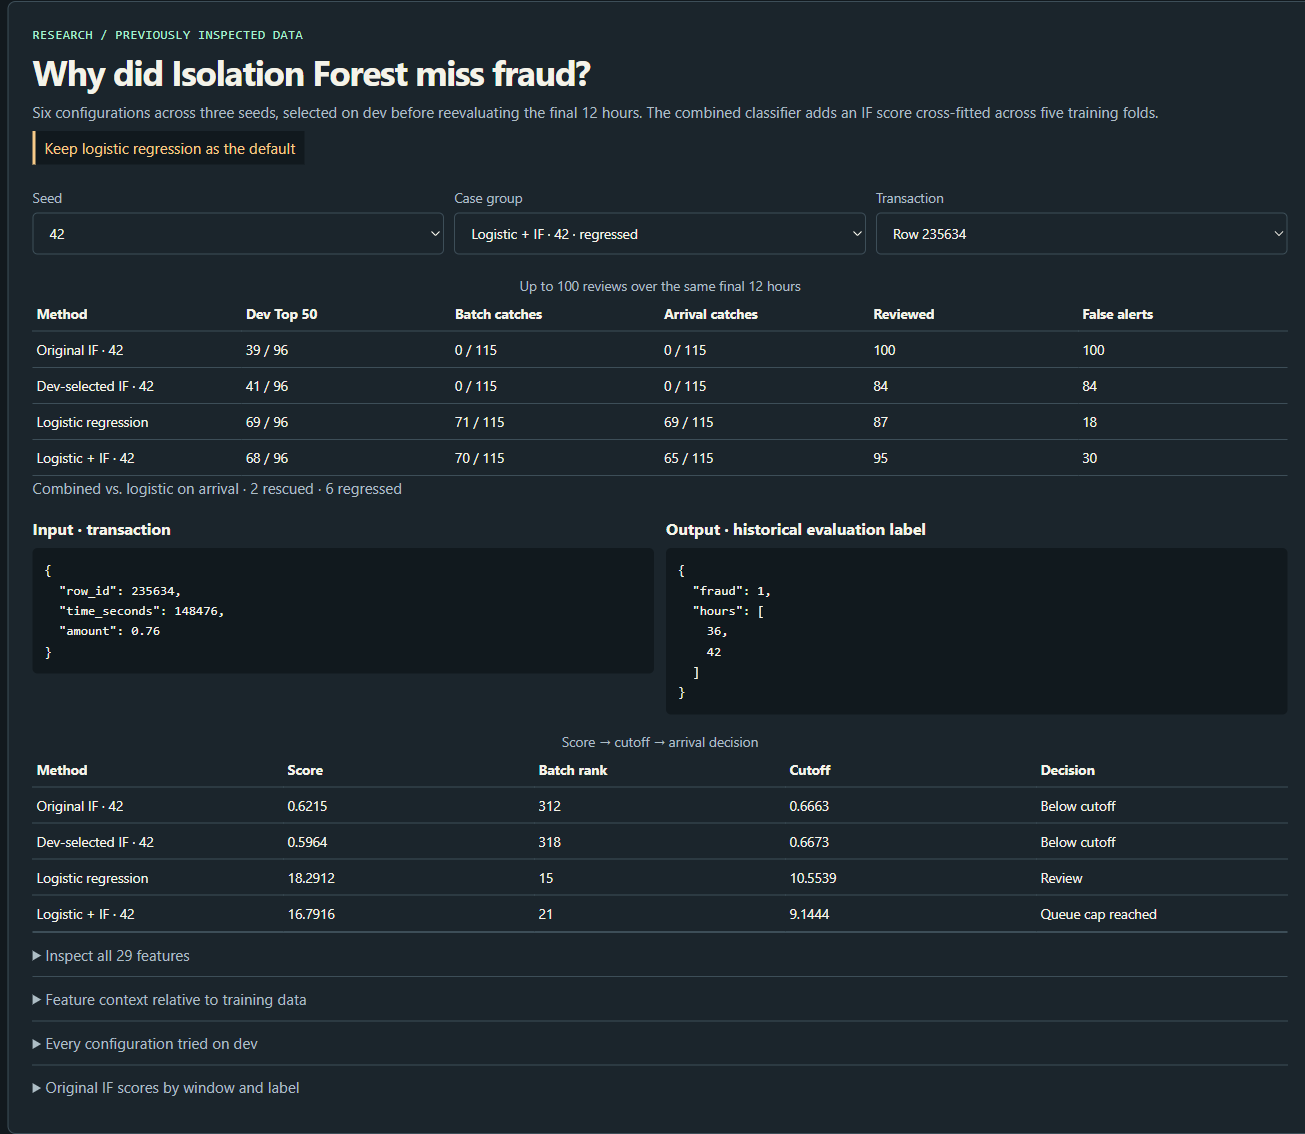 RESEARCH / PREVIOUSLY INSPECTED DATA
Why did Isolation Forest miss fraud?
Six configurations across three seeds, selected on dev before reevaluating the final 12 hours. The combined classifier adds an IF score cross-fitted across five training folds.
Keep logistic regression as the default
Seed Case group Transaction
42 Logistic + IF · 42 · regressed Row 235634
Up to 100 reviews over the same final 12 hours
Method Dev Top 50 Batch catches Arrival catches Reviewed False alerts
Original IF · 42 39 / 96 0 / 115 0 / 115 100 100
Dev-selected IF · 42 41 / 96 0 / 115 0 / 115 84 84
Logistic regression 69 / 96 71 / 115 69 / 115 87 18
Logistic + IF · 42 68 / 96 70 / 115 65 / 115 95 30
Combined vs. logistic on arrival · 2 rescued · 6 regressed
Input · transaction
{
"row_id": 235634,
"time_seconds": 148476,
"amount": 0.76
}
Output · historical evaluation label
{
"fraud": 1,
"hours": [
36,
42
]
}
Score → cutoff → arrival decision
Method Score Batch rank Cutoff Decision
Original IF · 42 0.6215 312 0.6663 Below cutoff
Dev-selected IF · 42 0.5964 318 0.6673 Below cutoff
Logistic regression 18.2912 15 10.5539 Review
Logistic + IF · 42 16.7916 21 9.1444 Queue cap reached
▶ Inspect all 29 features
▶ Feature context relative to training data
▶ Every configuration tried on dev
▶ Original IF scores by window and label